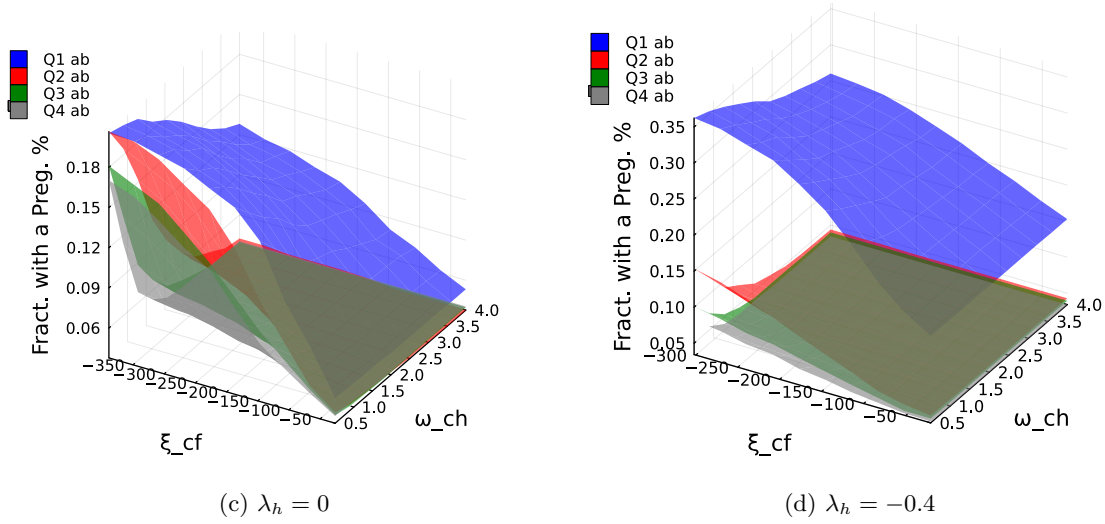 Q1 ab
Q2 ab
Q3 ab
Q4 ab
Fract. with a Preg. %
0.18
0.15
0.12
0.09
0.06
−350
−300
−250
−200
−150
−100
−50
ξ_cf
0.5
1.0
1.5
2.0
2.5
3.0
3.5
4.0
ω_ch
(c) λ_h = 0
Q1 ab
Q2 ab
Q3 ab
Q4 ab
Fract. with a Preg. %
0.35
0.30
0.25
0.20
0.15
0.10
0.05
−300
−250
−200
−150
−100
−50
ξ_cf
0.5
1.0
1.5
2.0
2.5
3.0
3.5
4.0
ω_ch
(d) λ_h = −0.4